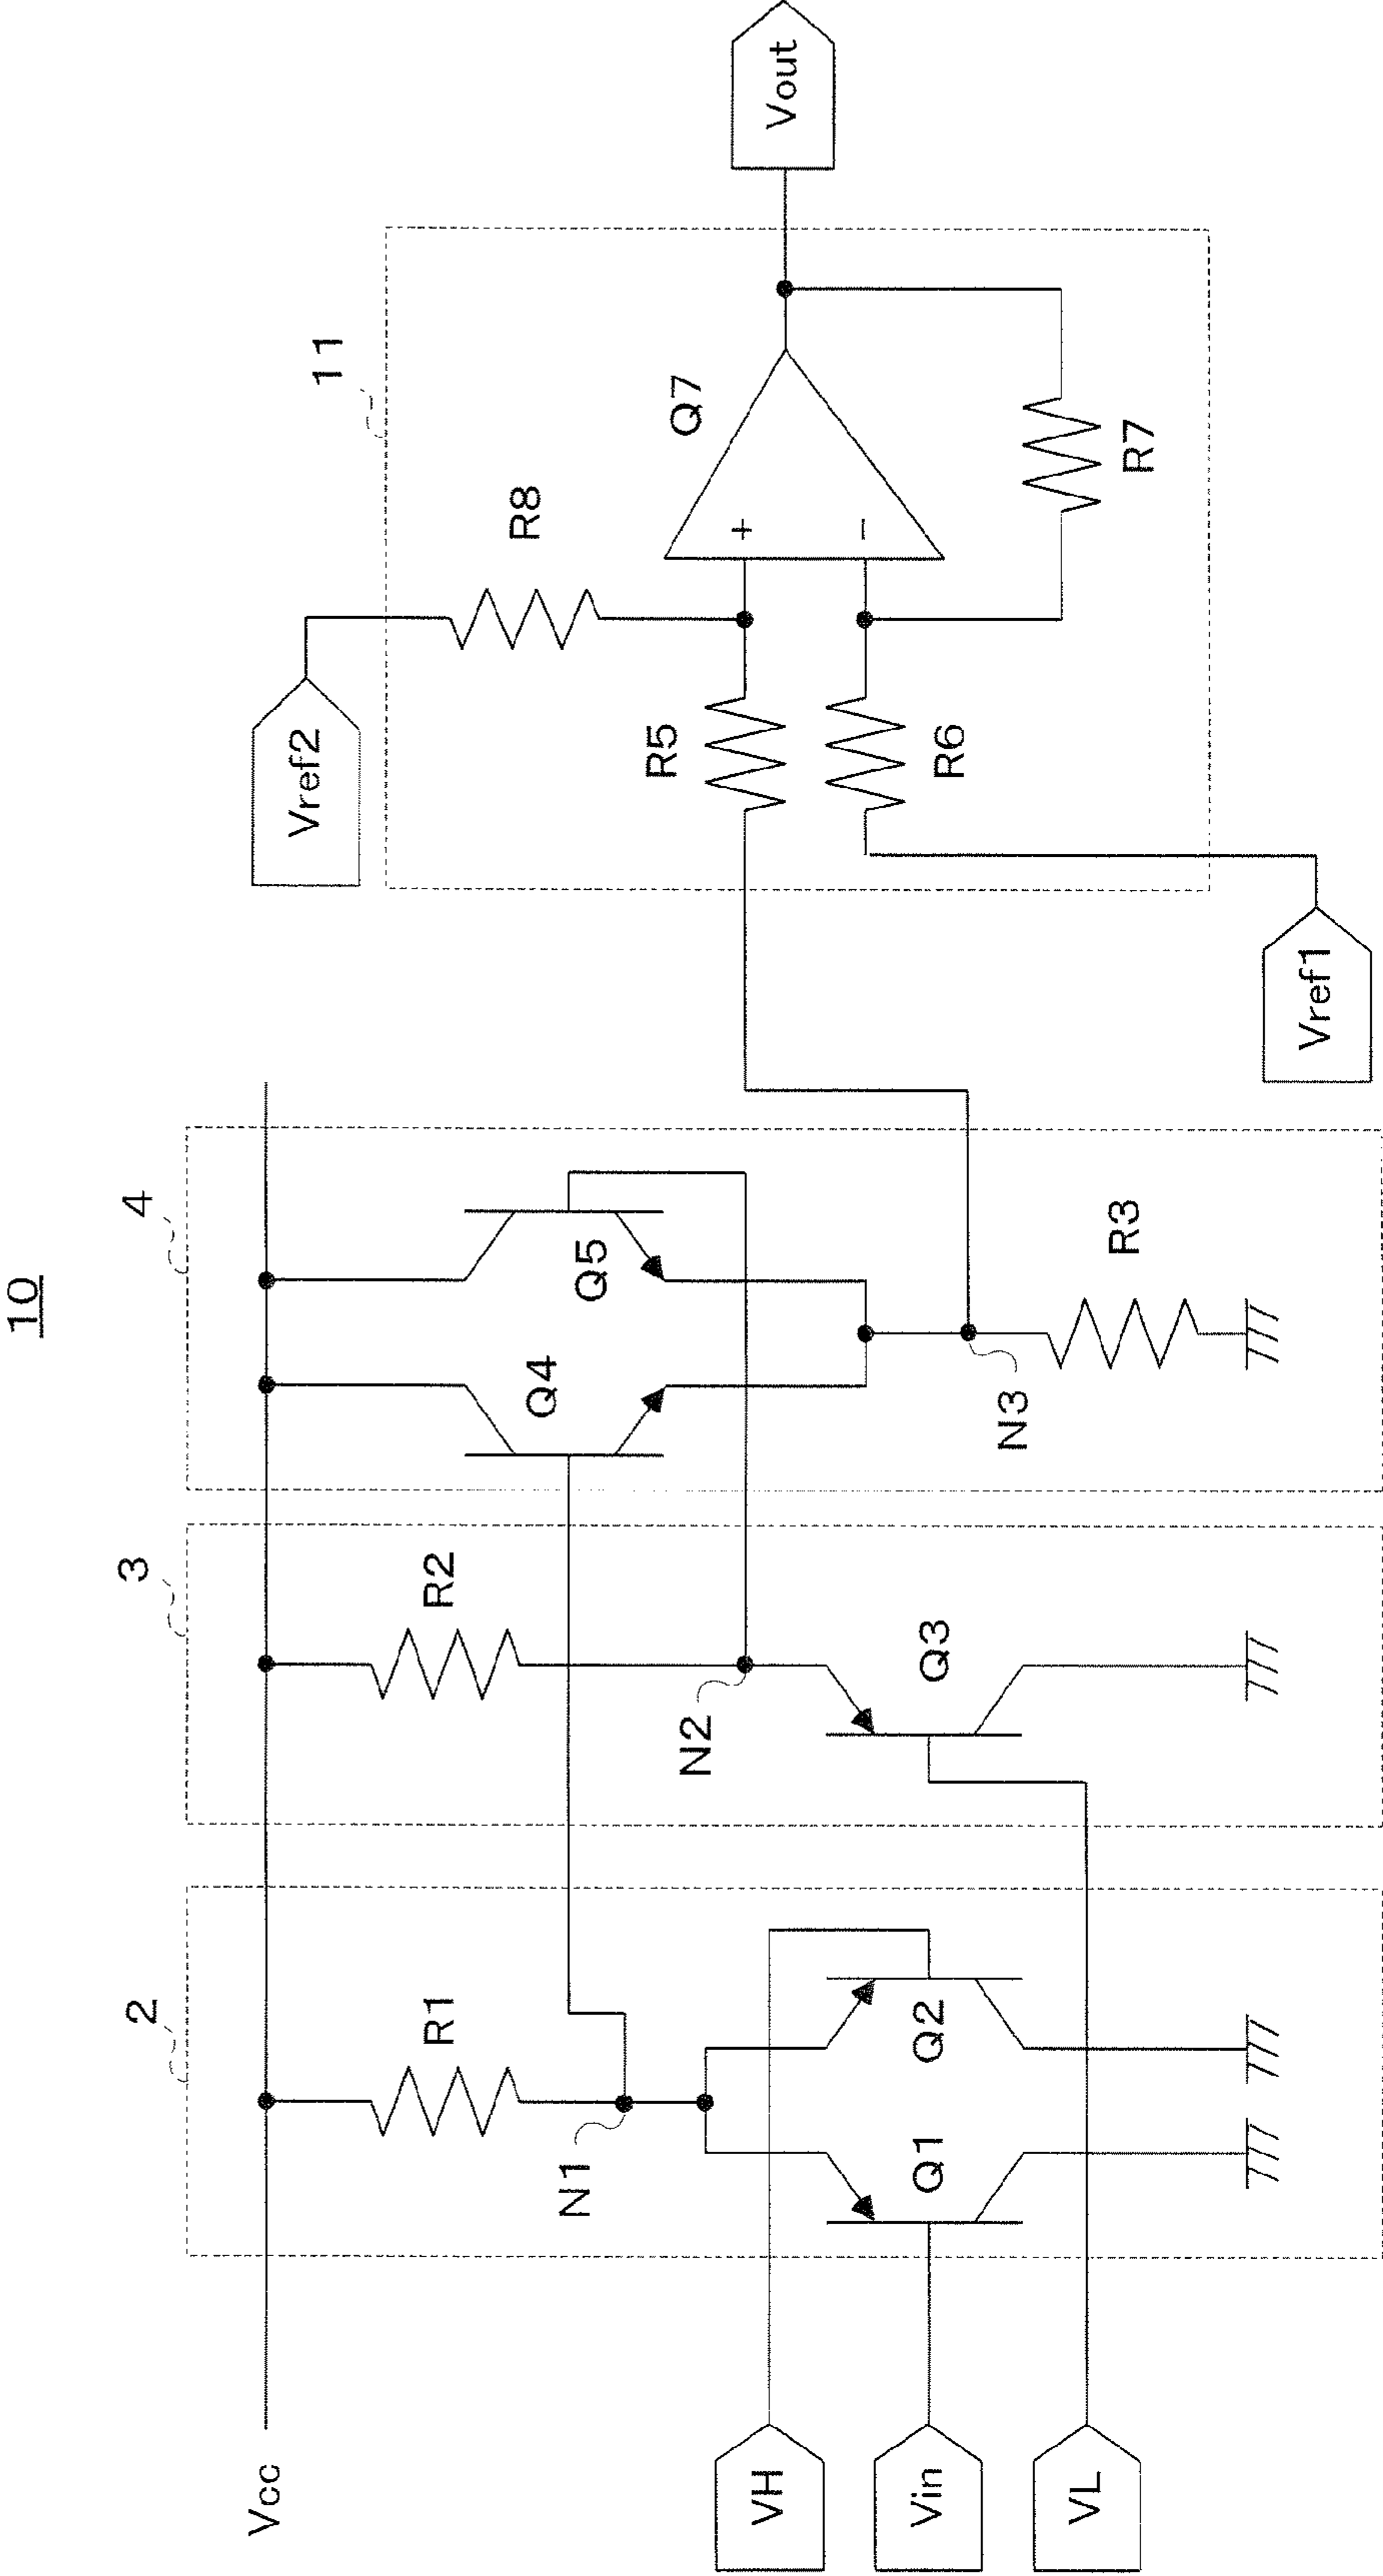 10
Vcc
VH
Vin
VL
2
R1
N1
Q1
Q2
3
R2
N2
Q3
4
Q4
Q5
N3
R3
11
Vref2
Vref1
R8
R5
R6
Q7
+
−
R7
Vout